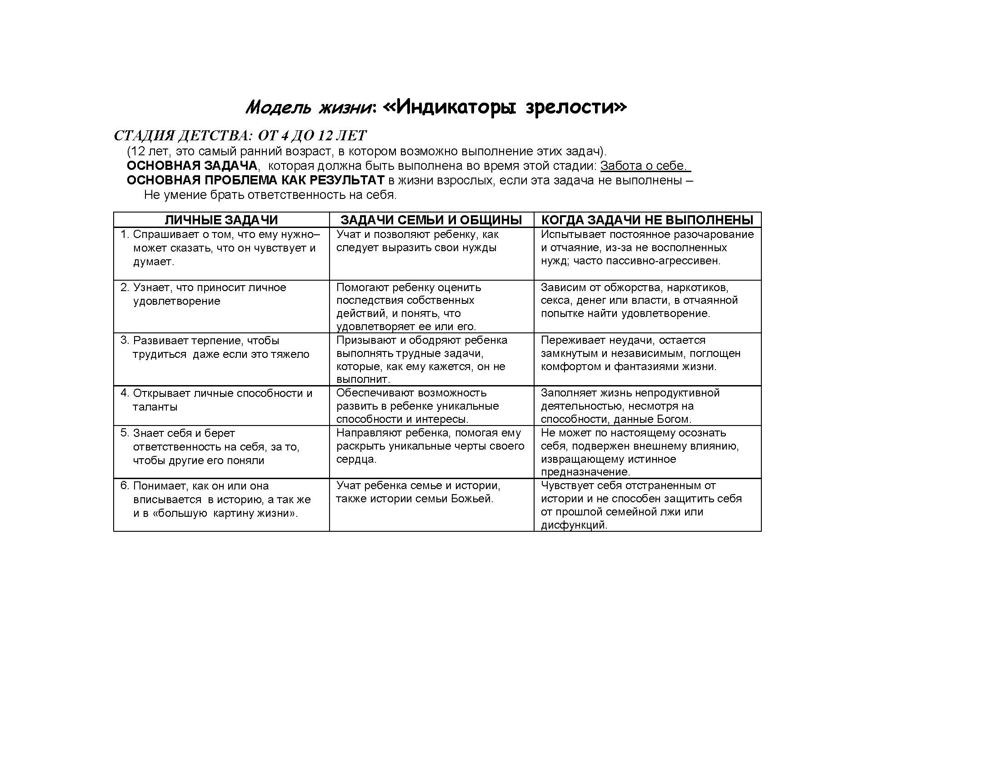 Модель жизни: «Индикаторы зрелости»
СТАДИЯ ДЕТСТВА: ОТ 4 ДО 12 ЛЕТ
(12 лет, это самый ранний возраст, в котором возможно выполнение этих задач).
ОСНОВНАЯ ЗАДАЧА, которая должна быть выполнена во время этой стадии: Забота о себе.
ОСНОВНАЯ ПРОБЛЕМА КАК РЕЗУЛЬТАТ в жизни взрослых, если эта задача не выполнены –
Не умение брать ответственность на себя.
ЛИЧНЫЕ ЗАДАЧИ
ЗАДАЧИ СЕМЬИ И ОБЩИНЫ
КОГДА ЗАДАЧИ НЕ ВЫПОЛНЕНЫ
1. Спрашивает о том, что ему нужно–
может сказать, что он чувствует и
думает.
Учат и позволяют ребенку, как
следует выразить свои нужды
Испытывает постоянное разочарование
и отчаяние, из-за не восполненных
нужд; часто пассивно-агрессивен.
2. Узнает, что приносит личное
удовлетворение
Помогают ребенку оценить
последствия собственных
действий, и понять, что
удовлетворяет ее или его.
Зависим от обжорства, наркотиков,
секса, денег или власти, в отчаянной
попытке найти удовлетворение.
3. Развивает терпение, чтобы
трудиться даже если это тяжело
Призывают и ободряют ребенка
выполнять трудные задачи,
которые, как ему кажется, он не
выполнит.
Переживает неудачи, остается
замкнутым и независимым, поглощен
комфортом и фантазиями жизни.
4. Открывает личные способности и
таланты
Обеспечивают возможность
развить в ребенке уникальные
способности и интересы.
Заполняет жизнь непродуктивной
деятельностью, несмотря на
способности, данные Богом.
5. Знает себя и берет
ответственность на себя, за то,
чтобы другие его поняли
Направляют ребенка, помогая ему
раскрыть уникальные черты своего
сердца.
Не может по настоящему осознать
себя, подвержен внешнему влиянию,
извращающему истинное
предназначение.
6. Понимает, как он или она
вписывается в историю, а так же
и в «большую картину жизни».
Учат ребенка семье и истории,
также истории семьи Божьей.
Чувствует себя отстраненным от
истории и не способен защитить себя
от прошлой семейной лжи или
дисфункций.